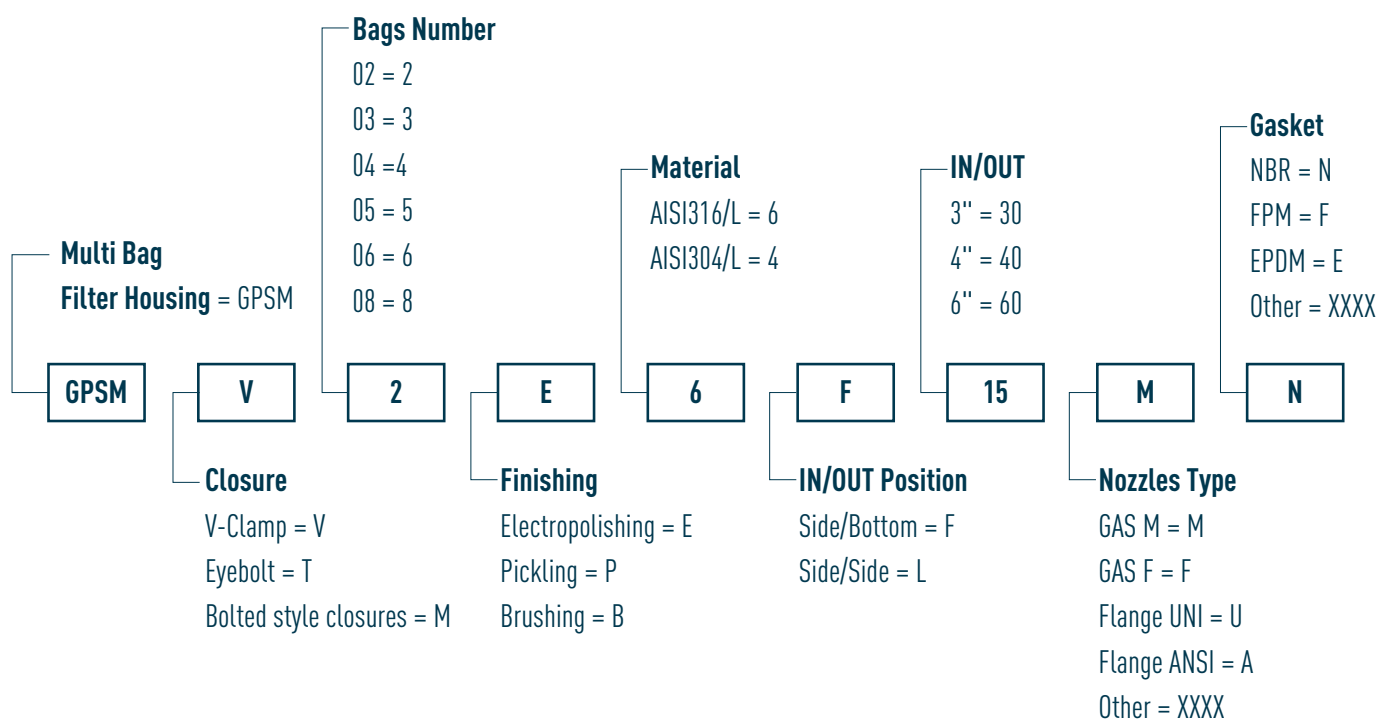 Bags Number
02 = 2
03 = 3
04 =4
05 = 5
06 = 6
08 = 8
Multi Bag
Filter Housing = GPSM
Material
AISI316/L = 6
AISI304/L = 4
IN/OUT
3" = 30
4" = 40
6" = 60
Gasket
NBR = N
FPM = F
EPDM = E
Other = XXXX
GPSM
V
2
E
6
F
15
M
N
Closure
V-Clamp = V
Eyebolt = T
Bolted style closures = M
Finishing
Electropolishing = E
Pickling = P
Brushing = B
IN/OUT Position
Side/Bottom = F
Side/Side = L
Nozzles Type
GAS M = M
GAS F = F
Flange UNI = U
Flange ANSI = A
Other = XXXX